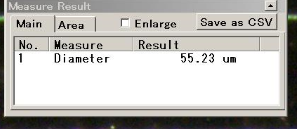 Measure Result
Main Area Enlarge Save as CSV
No. Measure Result
1 Diameter 55.23 um